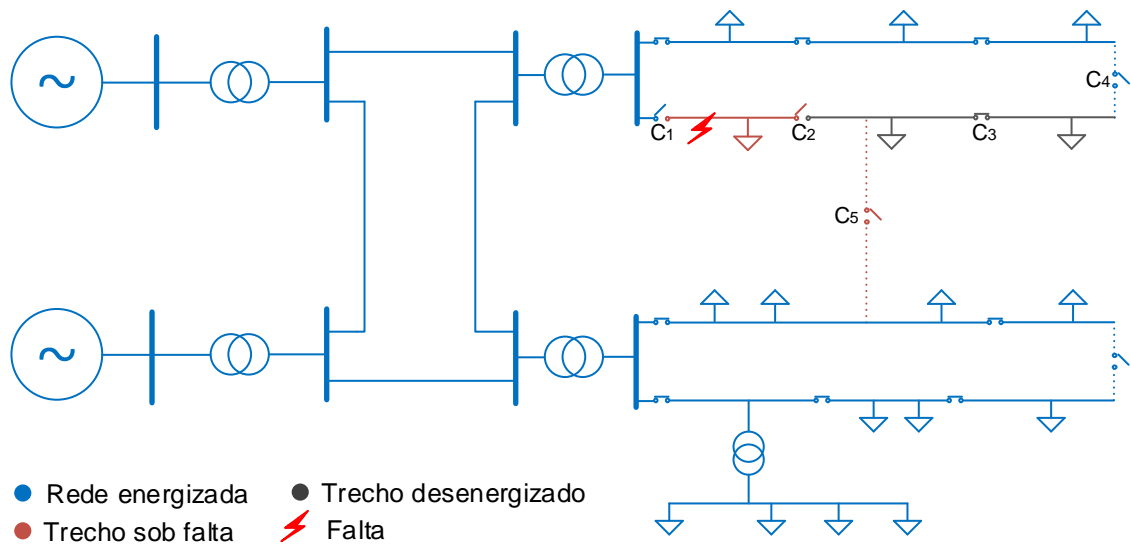 C4
C1
C2
C3
C5
~
~
Rede energizada
Trecho desenergizado
Trecho sob falta
Falta